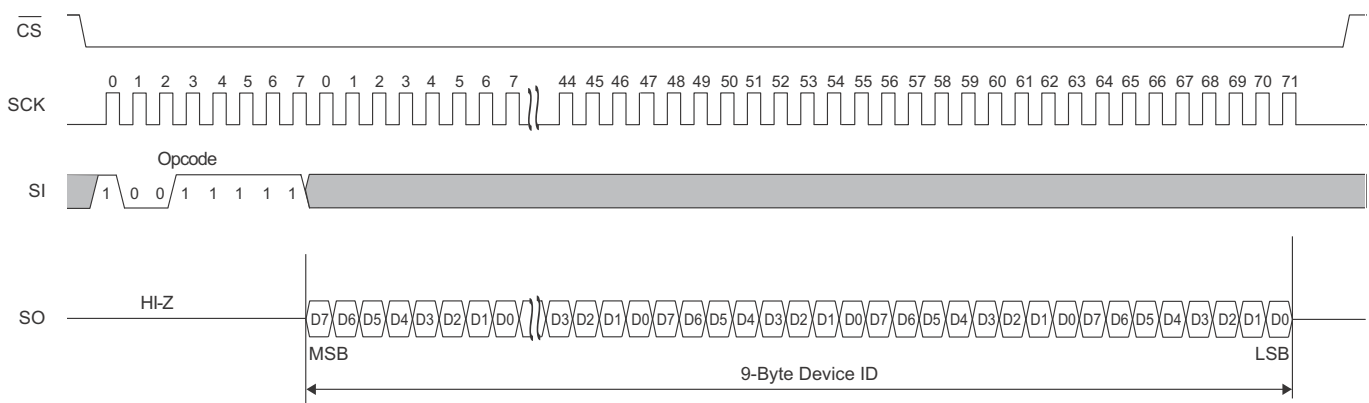 CS
0 1 2 3 4 5 6 7 0 1 2 3 4 5 6 7 44 45 46 47 48 49 50 51 52 53 54 55 56 57 58 59 60 61 62 63 64 65 66 67 68 69 70 71
SCK
Opcode
SI 1 0 0 1 1 1 1 1
HI-Z
SO D7 D6 D5 D4 D3 D2 D1 D0 D3 D2 D1 D0 D7 D6 D5 D4 D3 D2 D1 D0 D7 D6 D5 D4 D3 D2 D1 D0 D7 D6 D5 D4 D3 D2 D1 D0
MSB LSB
9-Byte Device ID